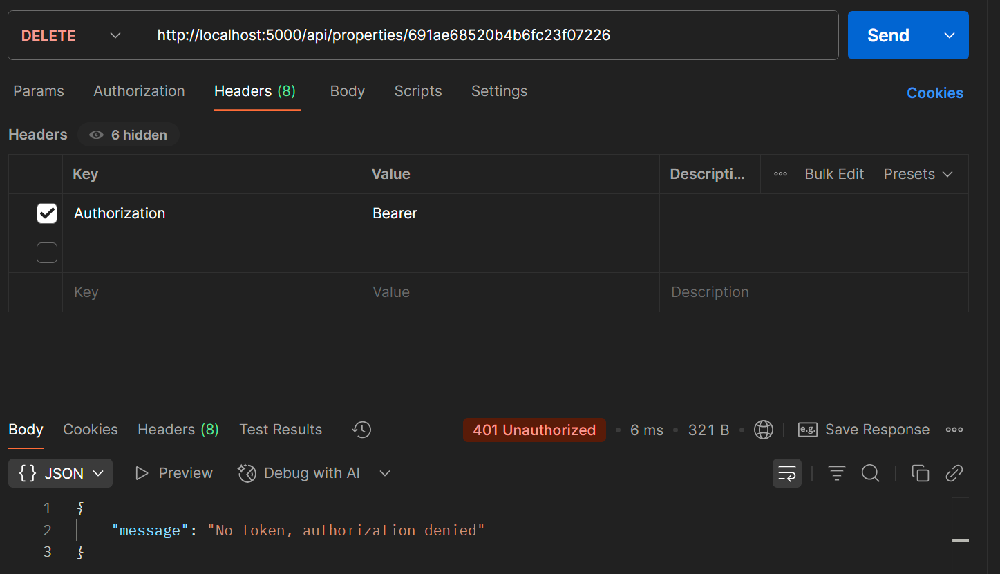 DELETE http://localhost:5000/api/properties/691ae68520b4b6fc23f07226 Send
Params Authorization Headers (8) Body Scripts Settings Cookies
Headers 6 hidden
Key Value Descripti... Bulk Edit Presets
Authorization Bearer
Key Value Description
Body Cookies Headers (8) Test Results 401 Unauthorized • 6 ms • 321 B • e.g. Save Response
{} JSON Preview Debug with AI
1 {
2 "message": "No token, authorization denied"
3 }